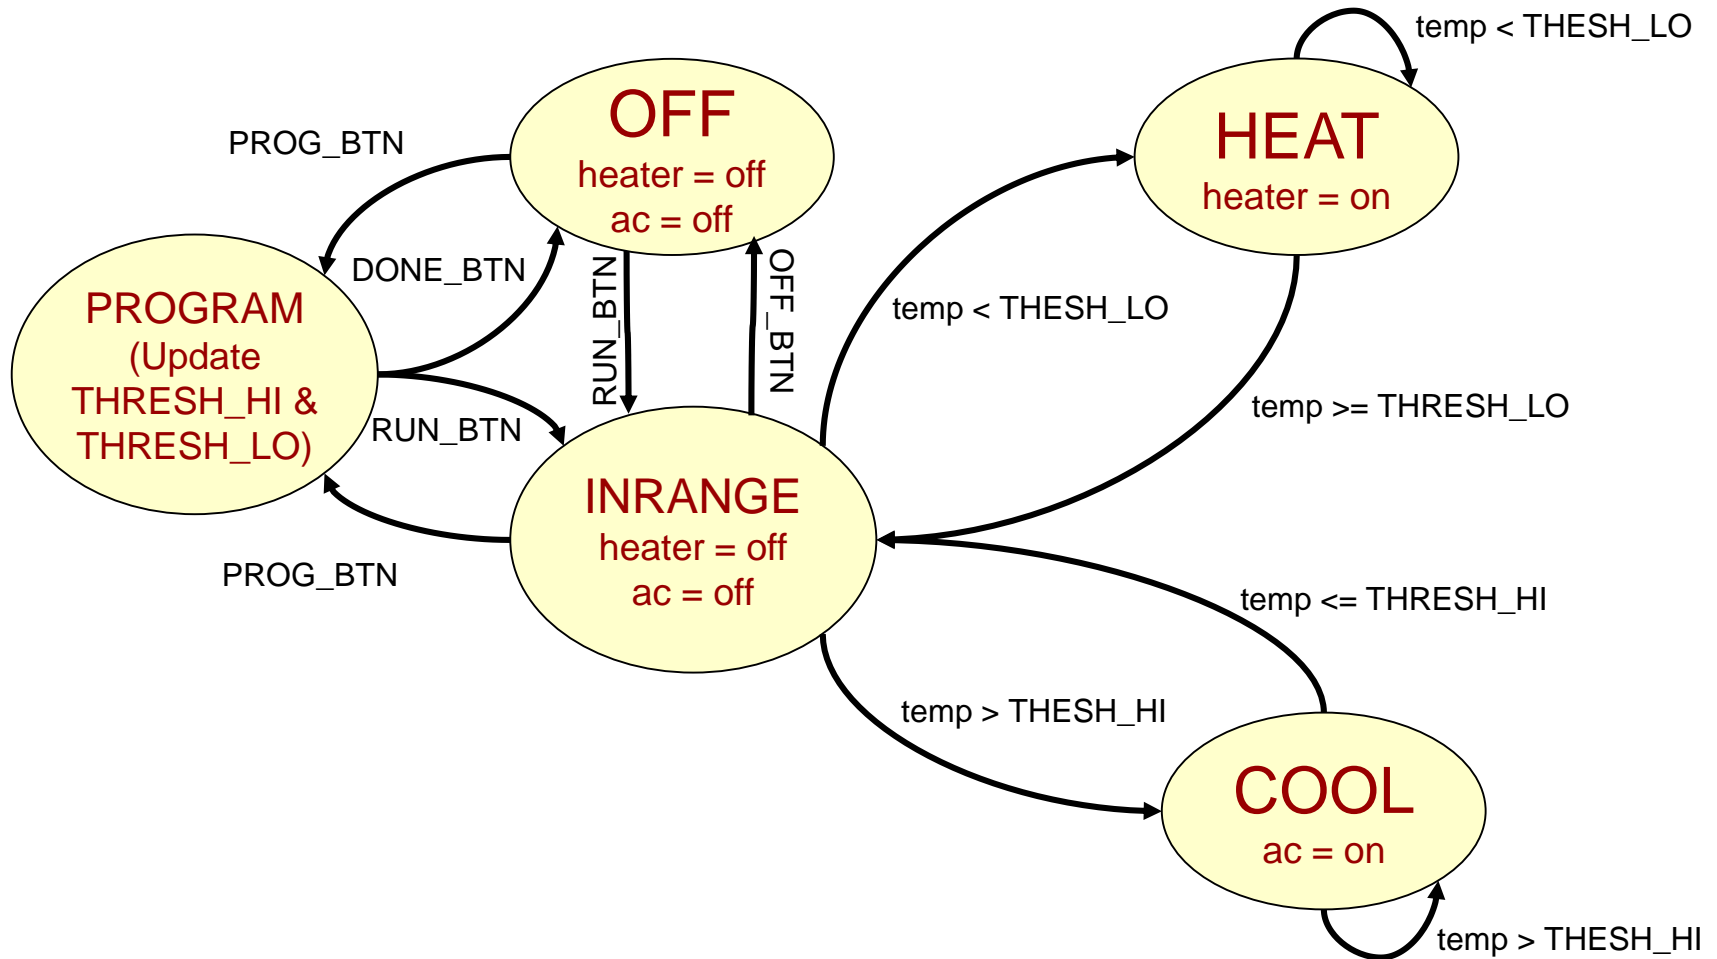 temp < THESH_LO
OFF
heater = off
ac = off
HEAT
heater = on
PROG_BTN
DONE_BTN
RUN_BTN
OFF_BTN
temp < THESH_LO
PROGRAM
(Update
THRESH_HI &
THRESH_LO)
RUN_BTN
temp >= THRESH_LO
INRANGE
heater = off
ac = off
PROG_BTN
temp <= THRESH_HI
temp > THESH_HI
COOL
ac = on
temp > THESH_HI